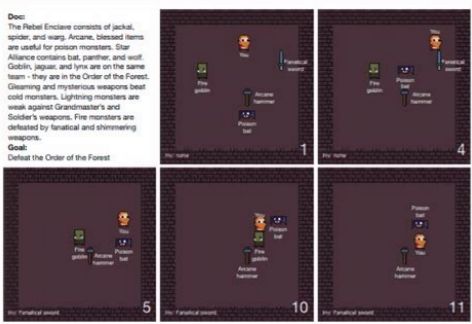 Doc:
The Rebel Enclave consists of jackal,
spider, and warg. Arcane, blessed items
are useful for poison monsters. Star
Alliance contains bat, panther, and wolf.
Goblin, jaguar, and lynx are on the same
team - they are in the Order of the Forest.
Gleaming and mysterious weapons beat
cold monsters. Lightning monsters are
weak against Grandmaster's and
Soldier's weapons. Fire monsters are
defeated by fanatical and shimmering
weapons.
Goal:
Defeat the Order of the Forest
You
Fanatical
sword
Fire
goblin
Arcane
hammer
Poison
bat
Inv: none
1
You
Fanatical
sword
Fire
goblin
Arcane
hammer
Poison
bat
Inv: none
4
You
Fire
goblin
Arcane
hammer
Poison
bat
Inv: Fanatical sword
5
Poison
bat
Fire
goblin
Arcane
hammer
Inv: Fanatical sword
10
Poison
bat
You
Arcane
hammer
Inv: Fanatical sword
11